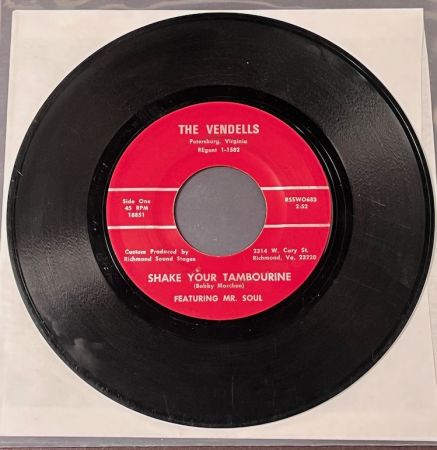 THE VENDELLS
Petersburg, Virginia
REgent 1-1582
Side One
45 RPM
18851
RSSWO683
2:52
Custom Produced by
Richmond Sound Stages
2314 W. Cary St.
Richmond, Va. 23220
SHAKE YOUR TAMBOURINE
(Bobby Marchan)
FEATURING MR. SOUL